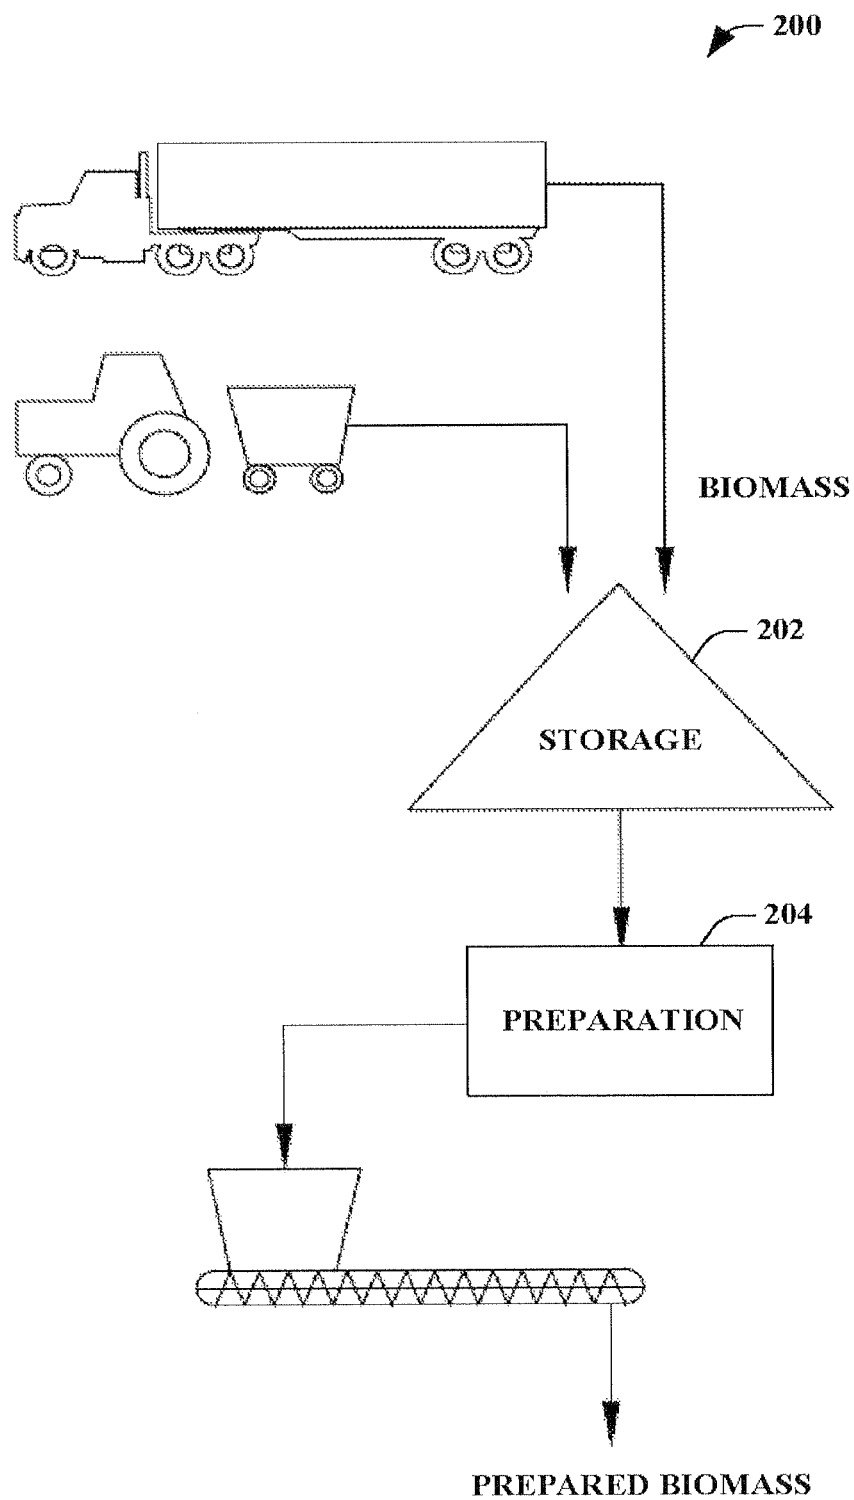 200
BIOMASS
202
STORAGE
204
PREPARATION
PREPARED BIOMASS